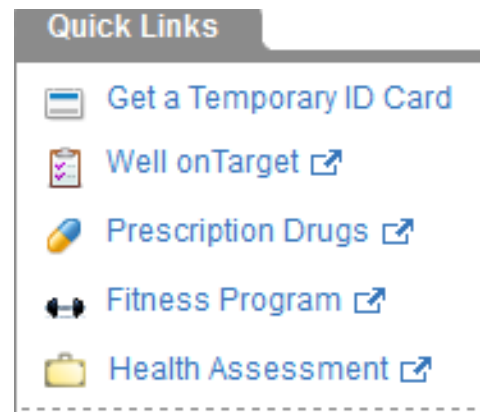 Quick Links
Get a Temporary ID Card
Well onTarget
Prescription Drugs
Fitness Program
Health Assessment